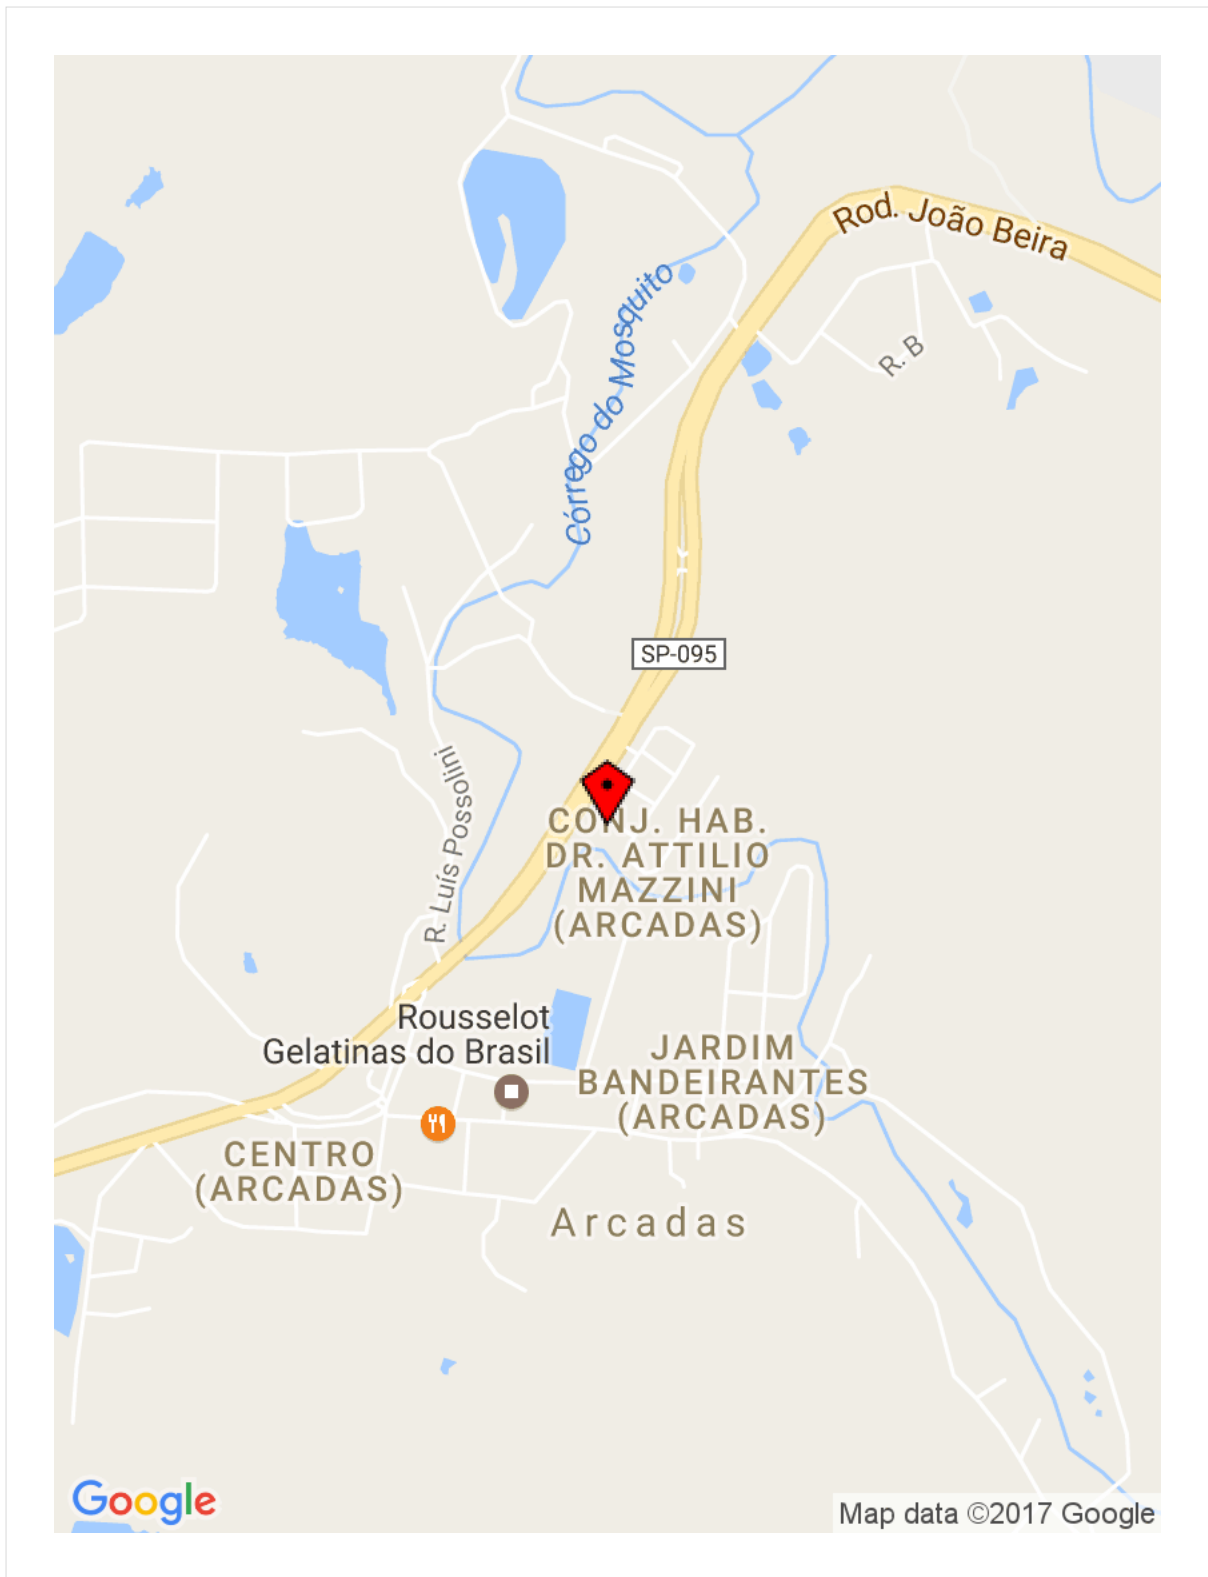 Rod. João Beira
R. B
Córrego do Mosquito
SP-095
R. Luís Possolini
CONJ. HAB.
DR. ATTILIO
MAZZINI
(ARCADAS)
Rousselot
Gelatinas do Brasil
JARDIM
BANDEIRANTES
(ARCADAS)
CENTRO
(ARCADAS)
Arcadas
Google
Map data ©2017 Google